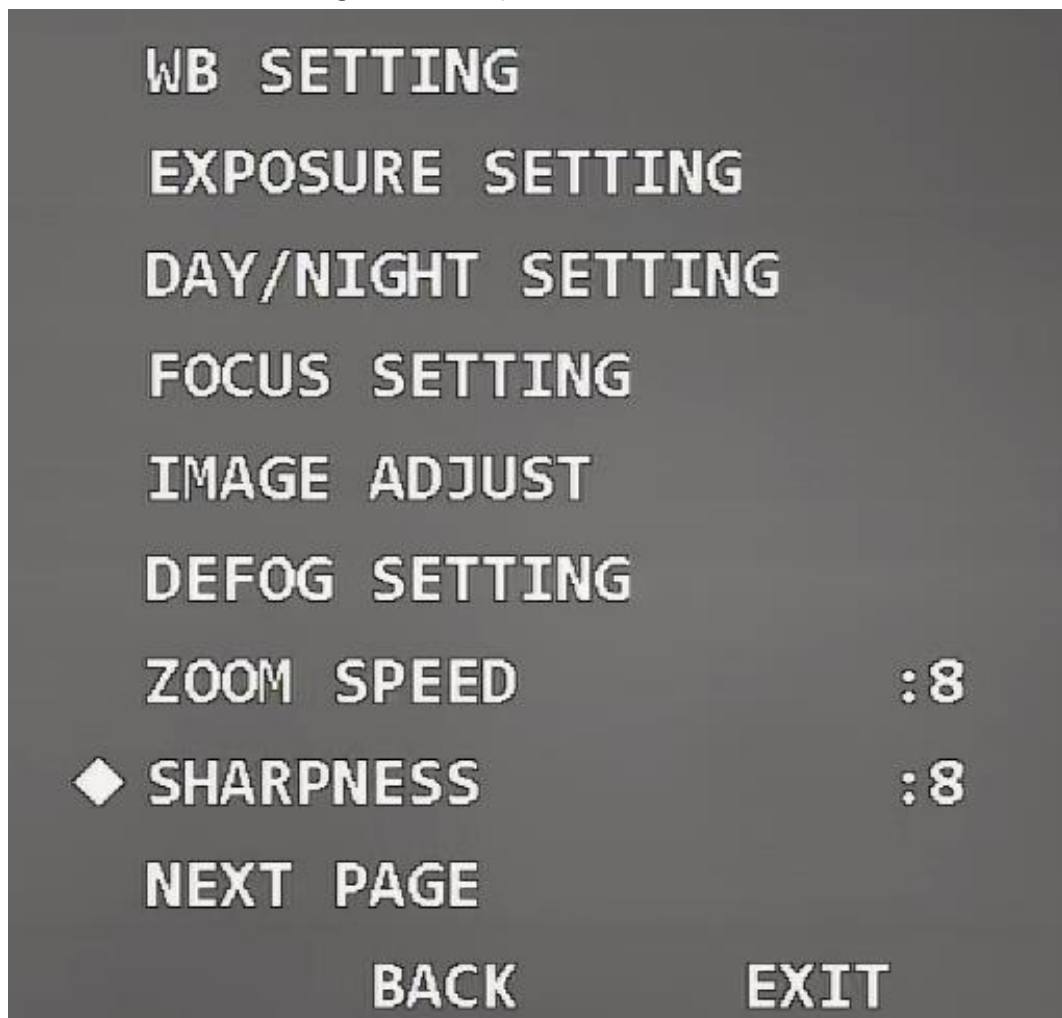 WB SETTING
EXPOSURE SETTING
DAY/NIGHT SETTING
FOCUS SETTING
IMAGE ADJUST
DEFOG SETTING
ZOOM SPEED :8
SHARPNESS :8
NEXT PAGE
BACK EXIT